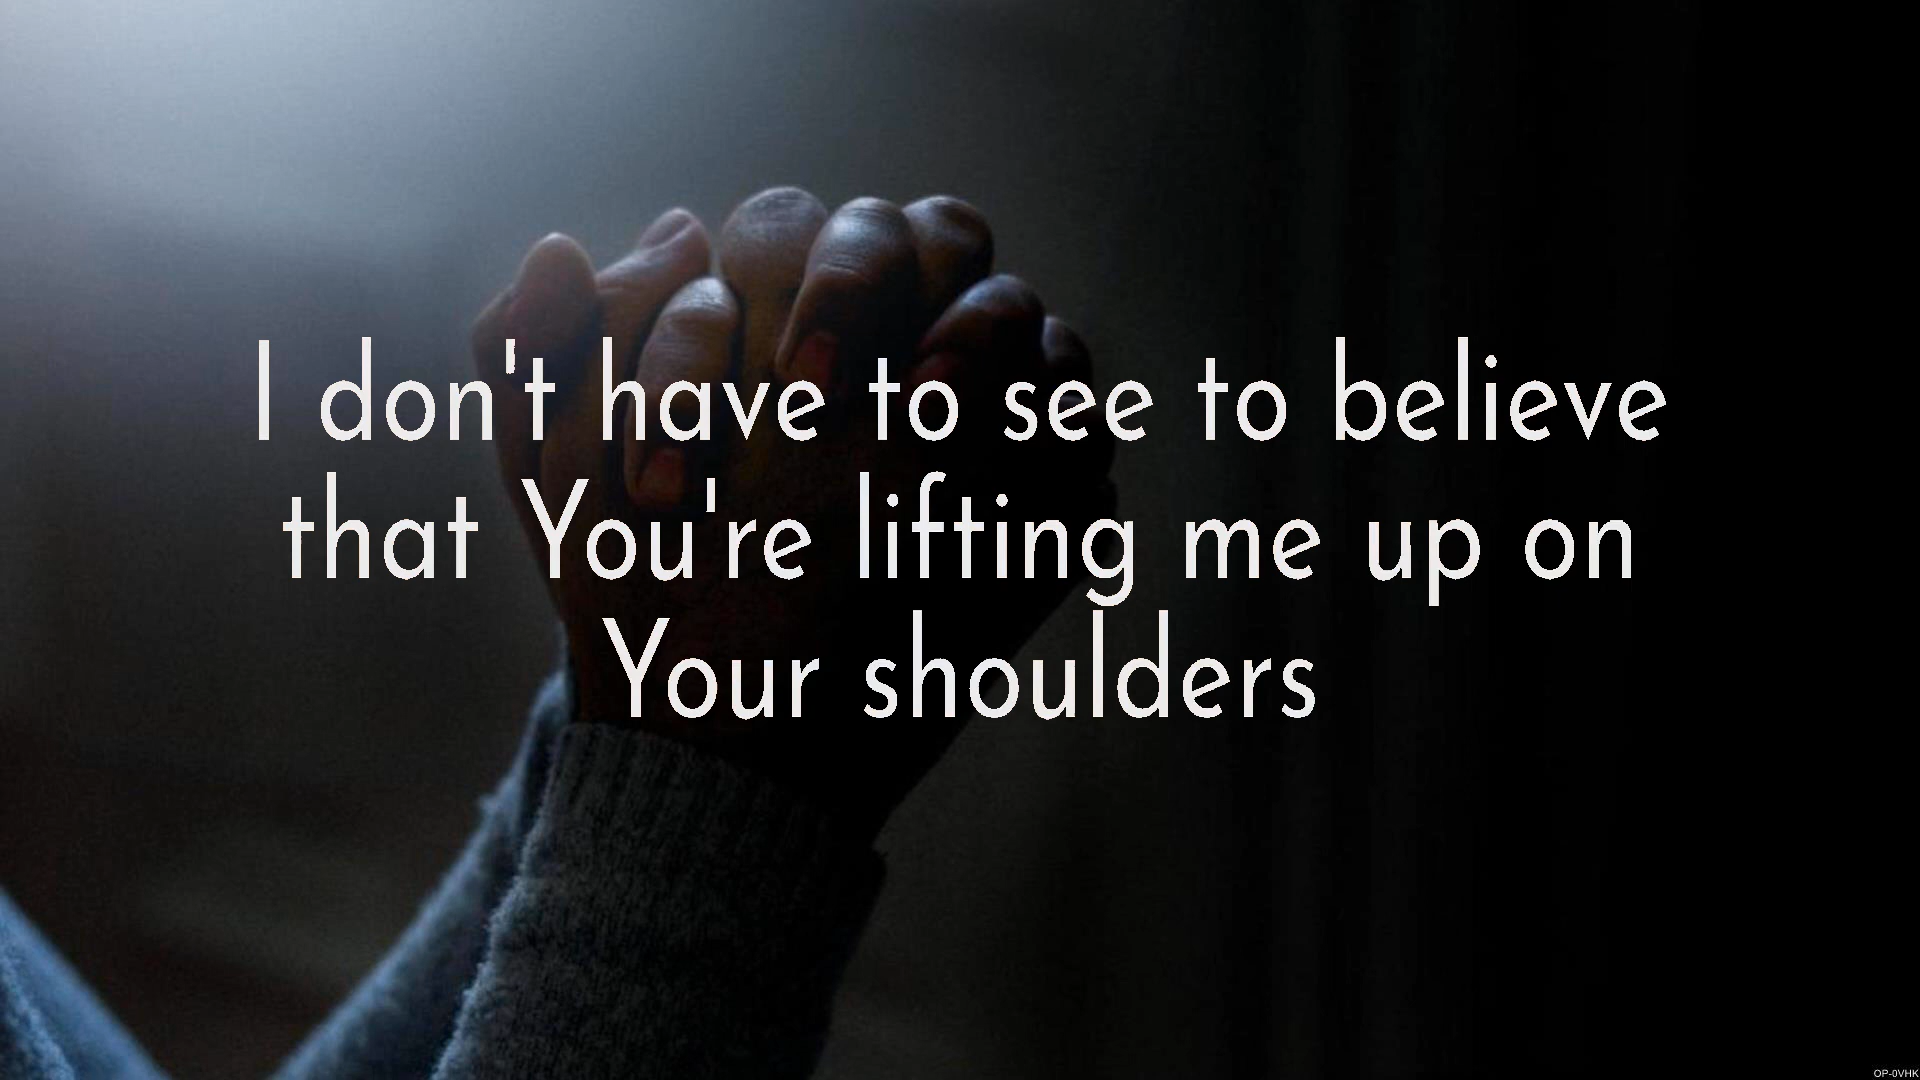 I don't have to see to believe
that You're lifting me up on
Your shoulders
OP-0VHK